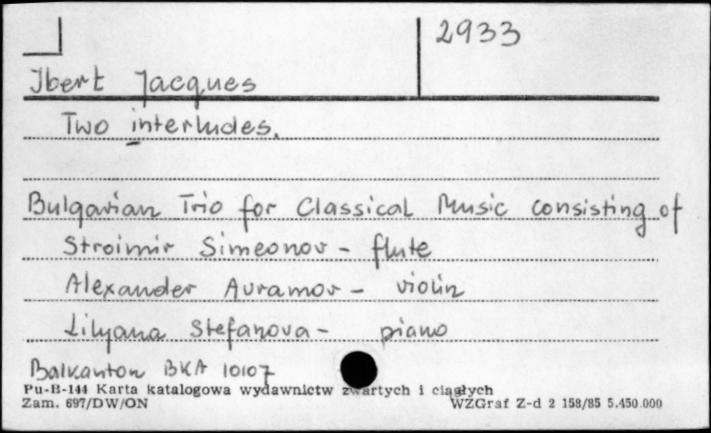 2933
Ibert Jacques
Two interludes.
Bulgarian Trio for Classical Music consisting of
Stroimir Simeonov - flute
Alexander Avramov - violin
Lilyana Stefanova - piano
Balkanton BKA 10107
Pu-B-144 Karta katalogowa wydawnictw zwartych i ciągłych
Zam. 697/DW/ON WZGraf Z-d 2 158/85 5.450.000